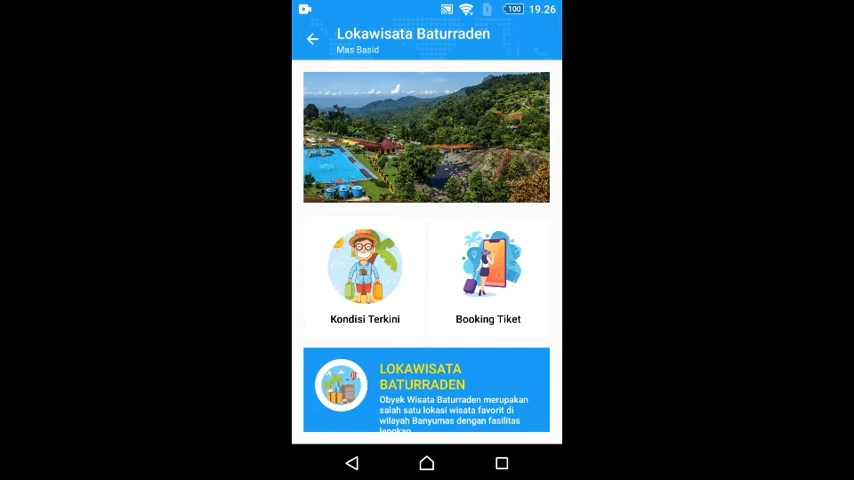 100 19.26
Lokawisata Baturraden
Mas Basid
Kondisi Terkini
Booking Tiket
LOKAWISATA
BATURRADEN
Obyek Wisata Baturraden merupakan
salah satu lokasi wisata favorit di
wilayah Banyumas dengan fasilitas
lengkap